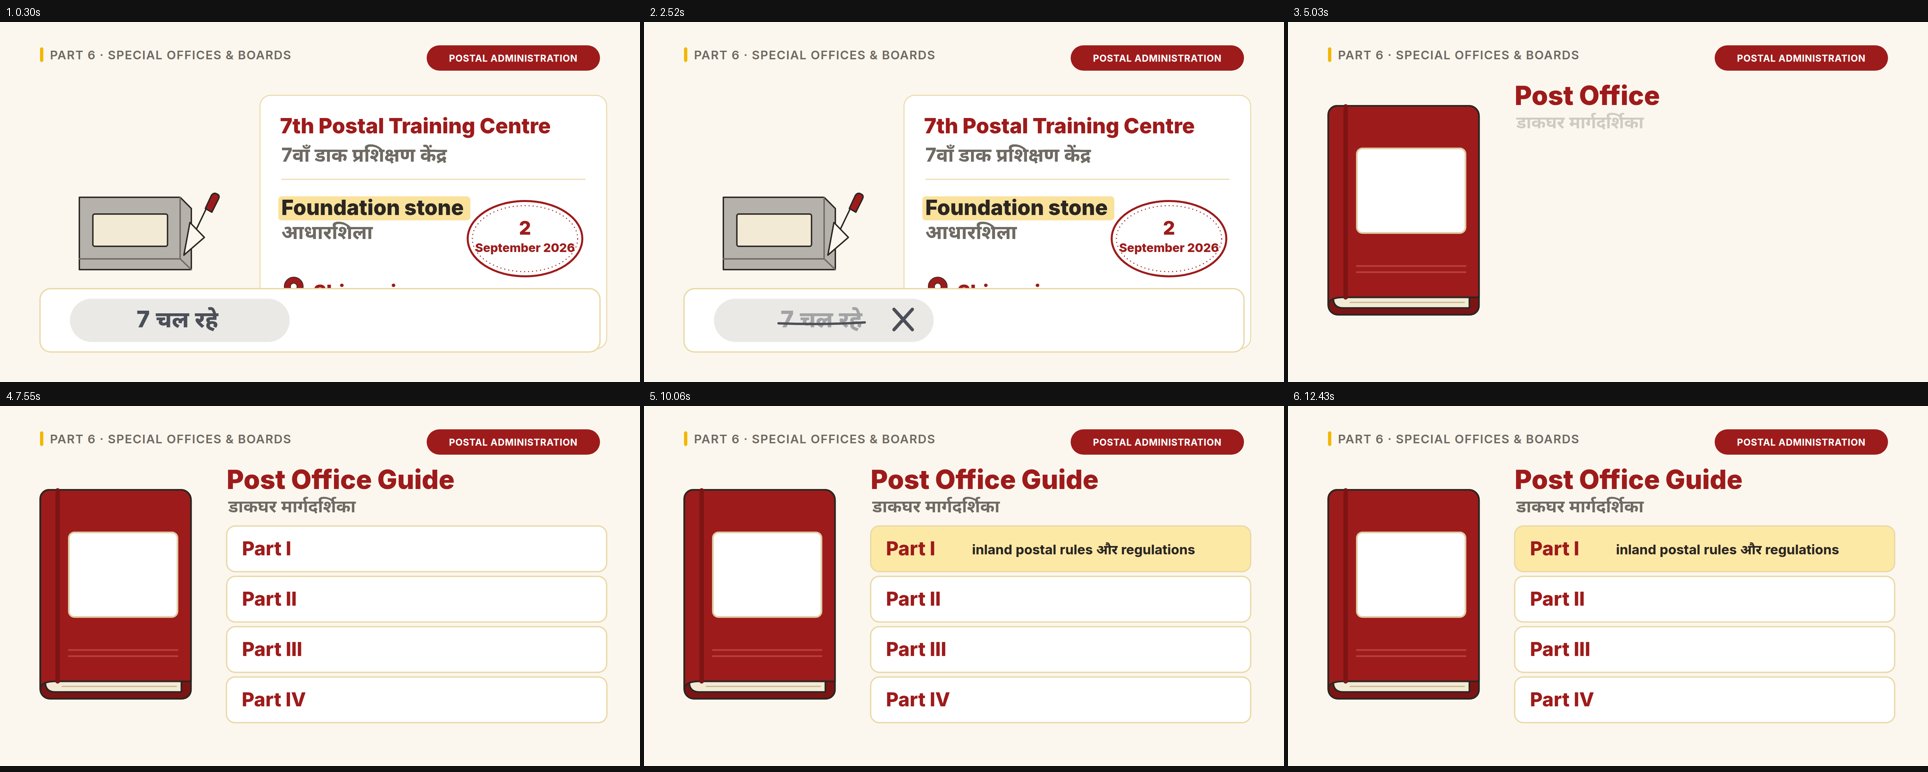 1. 0.30s
PART 6 · SPECIAL OFFICES & BOARDS
POSTAL ADMINISTRATION
7th Postal Training Centre
7वाँ डाक प्रशिक्षण केंद्र
Foundation stone
आधारशिला
2
September 2026
7 चल रहे
2. 2.52s
PART 6 · SPECIAL OFFICES & BOARDS
POSTAL ADMINISTRATION
7th Postal Training Centre
7वाँ डाक प्रशिक्षण केंद्र
Foundation stone
आधारशिला
2
September 2026
7 चल रहे
3. 5.03s
PART 6 · SPECIAL OFFICES & BOARDS
POSTAL ADMINISTRATION
Post Office
डाकघर मार्गदर्शिका
4. 7.55s
PART 6 · SPECIAL OFFICES & BOARDS
POSTAL ADMINISTRATION
Post Office Guide
डाकघर मार्गदर्शिका
Part I
Part II
Part III
Part IV
5. 10.06s
PART 6 · SPECIAL OFFICES & BOARDS
POSTAL ADMINISTRATION
Post Office Guide
डाकघर मार्गदर्शिका
Part I inland postal rules और regulations
Part II
Part III
Part IV
6. 12.43s
PART 6 · SPECIAL OFFICES & BOARDS
POSTAL ADMINISTRATION
Post Office Guide
डाकघर मार्गदर्शिका
Part I inland postal rules और regulations
Part II
Part III
Part IV